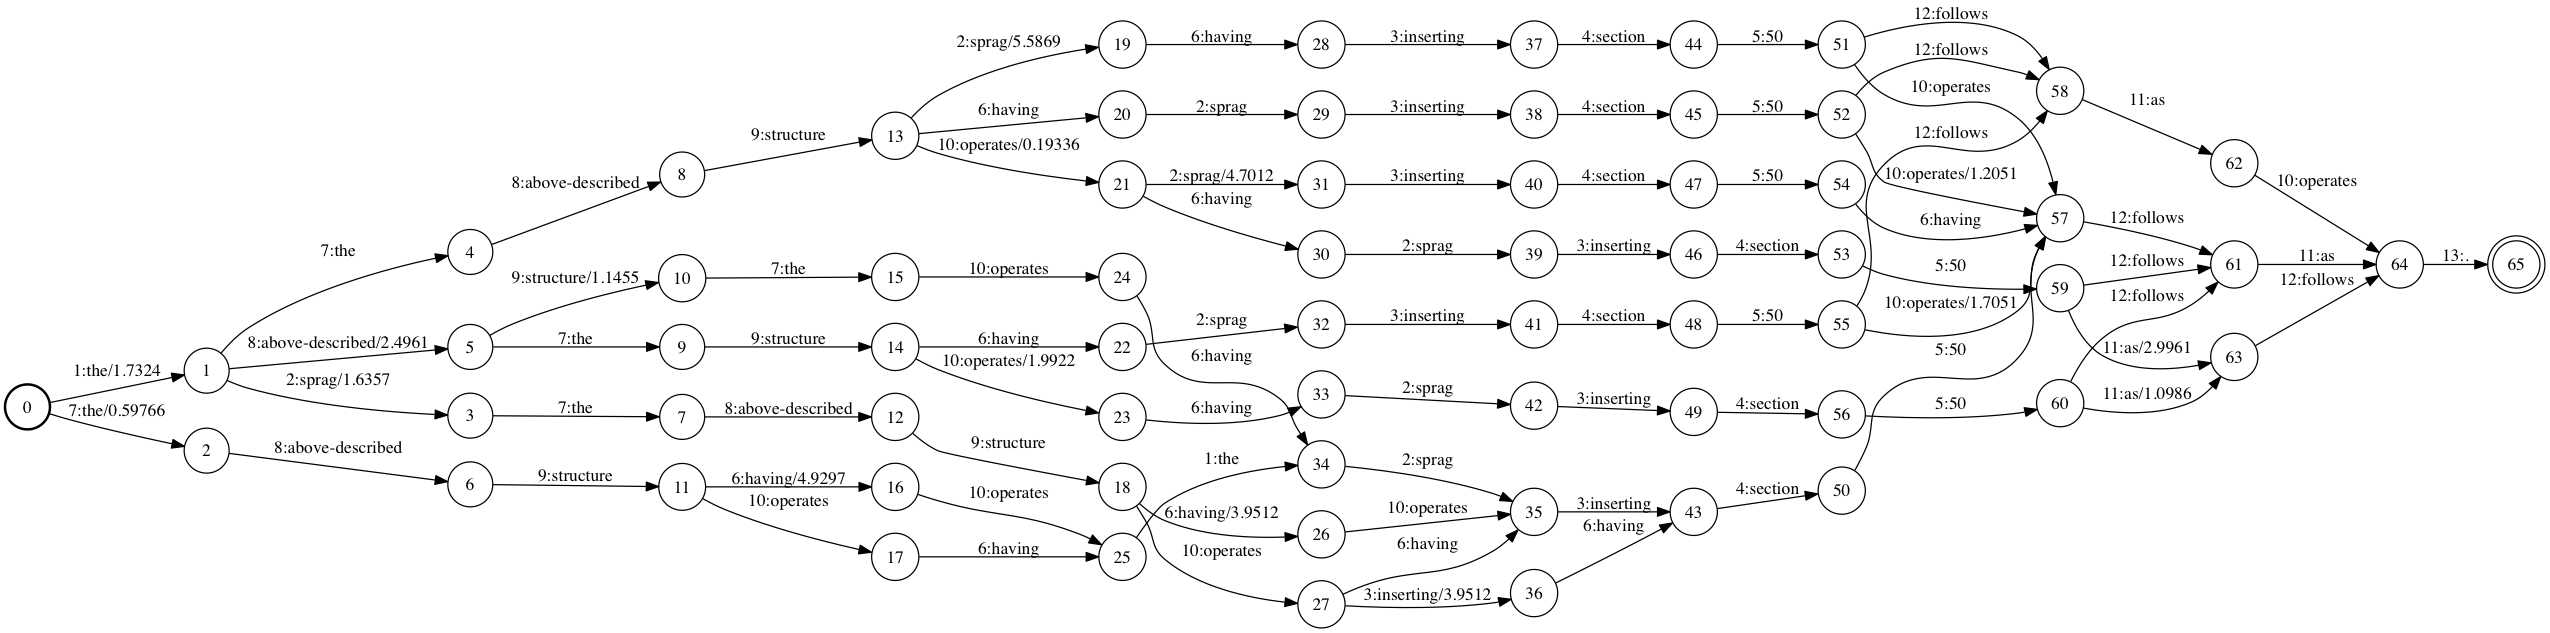 0
1:the/1.7324
7:the/0.59766
1
2
7:the
8:above-described/2.4961
2:sprag/1.6357
8:above-described
4
5
3
6
8:above-described
9:structure/1.1455
7:the
7:the
9:structure
8
10
9
7
11
9:structure
7:the
9:structure
8:above-described
6:having/4.9297
10:operates
13
15
14
12
16
17
2:sprag/5.5869
6:having
10:operates/0.19336
10:operates
6:having
10:operates/1.9922
9:structure
10:operates
6:having
19
20
21
24
22
23
18
25
6:having
2:sprag
2:sprag/4.7012
6:having
2:sprag
6:having
6:having
1:the
6:having/3.9512
10:operates
28
29
31
30
32
33
34
26
27
3:inserting
3:inserting
3:inserting
2:sprag
3:inserting
2:sprag
2:sprag
10:operates
6:having
3:inserting/3.9512
37
38
40
39
41
42
35
36
4:section
4:section
4:section
3:inserting
4:section
3:inserting
3:inserting
6:having
44
45
47
46
48
49
43
5:50
5:50
5:50
4:section
5:50
4:section
4:section
51
52
54
53
55
56
50
12:follows
12:follows
10:operates
12:follows
10:operates/1.2051
6:having
5:50
10:operates/1.7051
5:50
5:50
58
57
59
60
11:as
12:follows
12:follows
12:follows
11:as/2.9961
11:as/1.0986
62
61
63
10:operates
11:as
12:follows
64
13:.
65